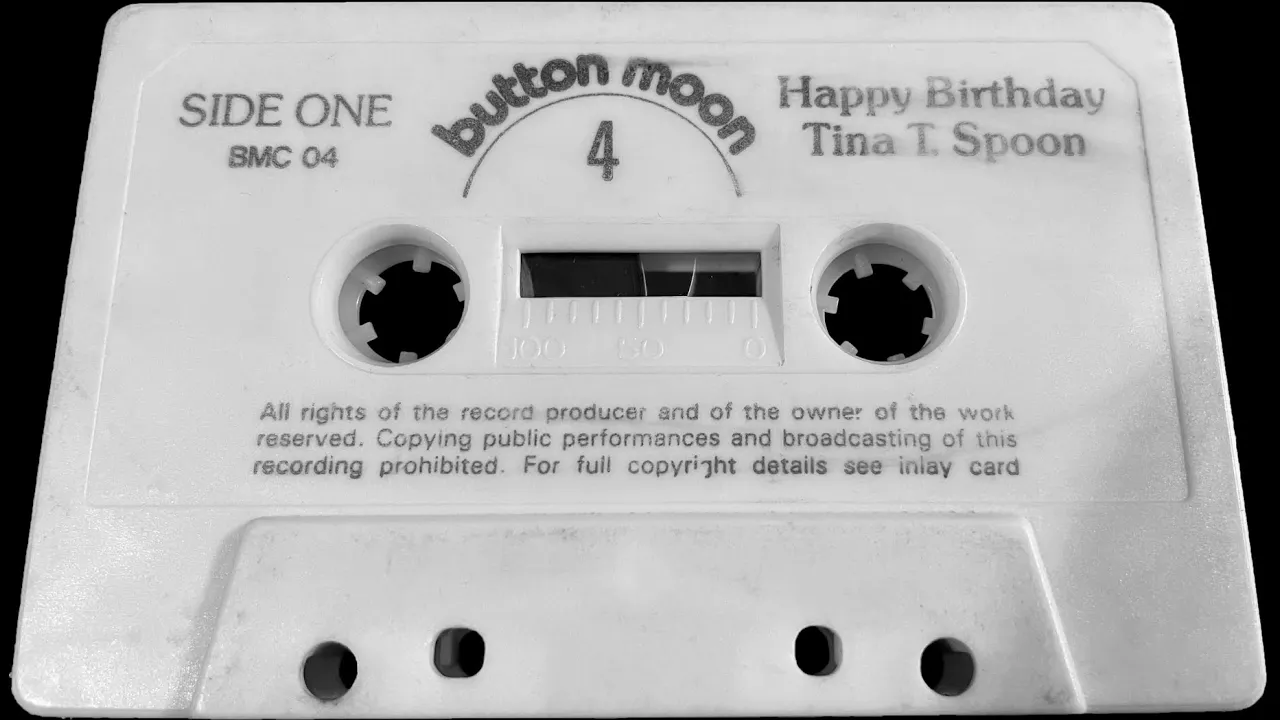 SIDE ONE
BMC 04
button moon
4
Happy Birthday
Tina T. Spoon
100 50 0
All rights of the record producer and of the owner of the work
reserved. Copying public performances and broadcasting of this
recording prohibited. For full copyright details see inlay card